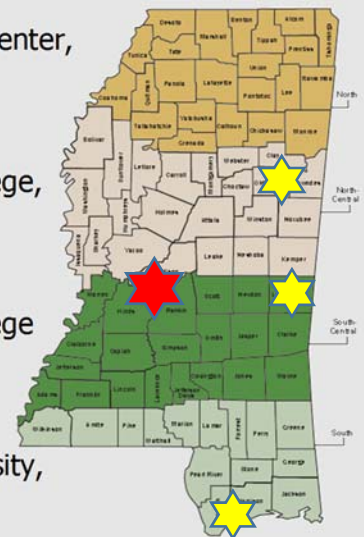 enter,
ege,
ege
sity,
Desoto
Benton
Alcorn
Marshall
Tippah
Tunica
Tate
Prentiss
Tishomingo
Union
Panola
Lafayette
Itawamba
Coahoma
Quitman
Pontotoc
Lee
North
Yalobusha
Tallahatchie
Calhoun
Chickasaw
Monroe
Grenada
Bolivar
Webster
Clay
Sunflower
Leflore
Carroll
Montgomery
Choctaw
North-
Central
Washington
Humphreys
Holmes
Attala
Winston
Noxubee
Sharkey
Issaquena
Yazoo
Leake
Neshoba
Kemper
Warren
Scott
Newton
Hinds
Rankin
South-
Central
Claiborne
Copiah
Simpson
Smith
Jasper
Clarke
Jefferson
Covington
Jones
Wayne
Adams
Franklin
Lincoln
Lawrence
Jefferson
Davis
Wilkinson
Amite
Pike
Marion
Lamar
Forrest
Perry
Greene
South
Walthall
George
Pearl River
Stone
Jackson